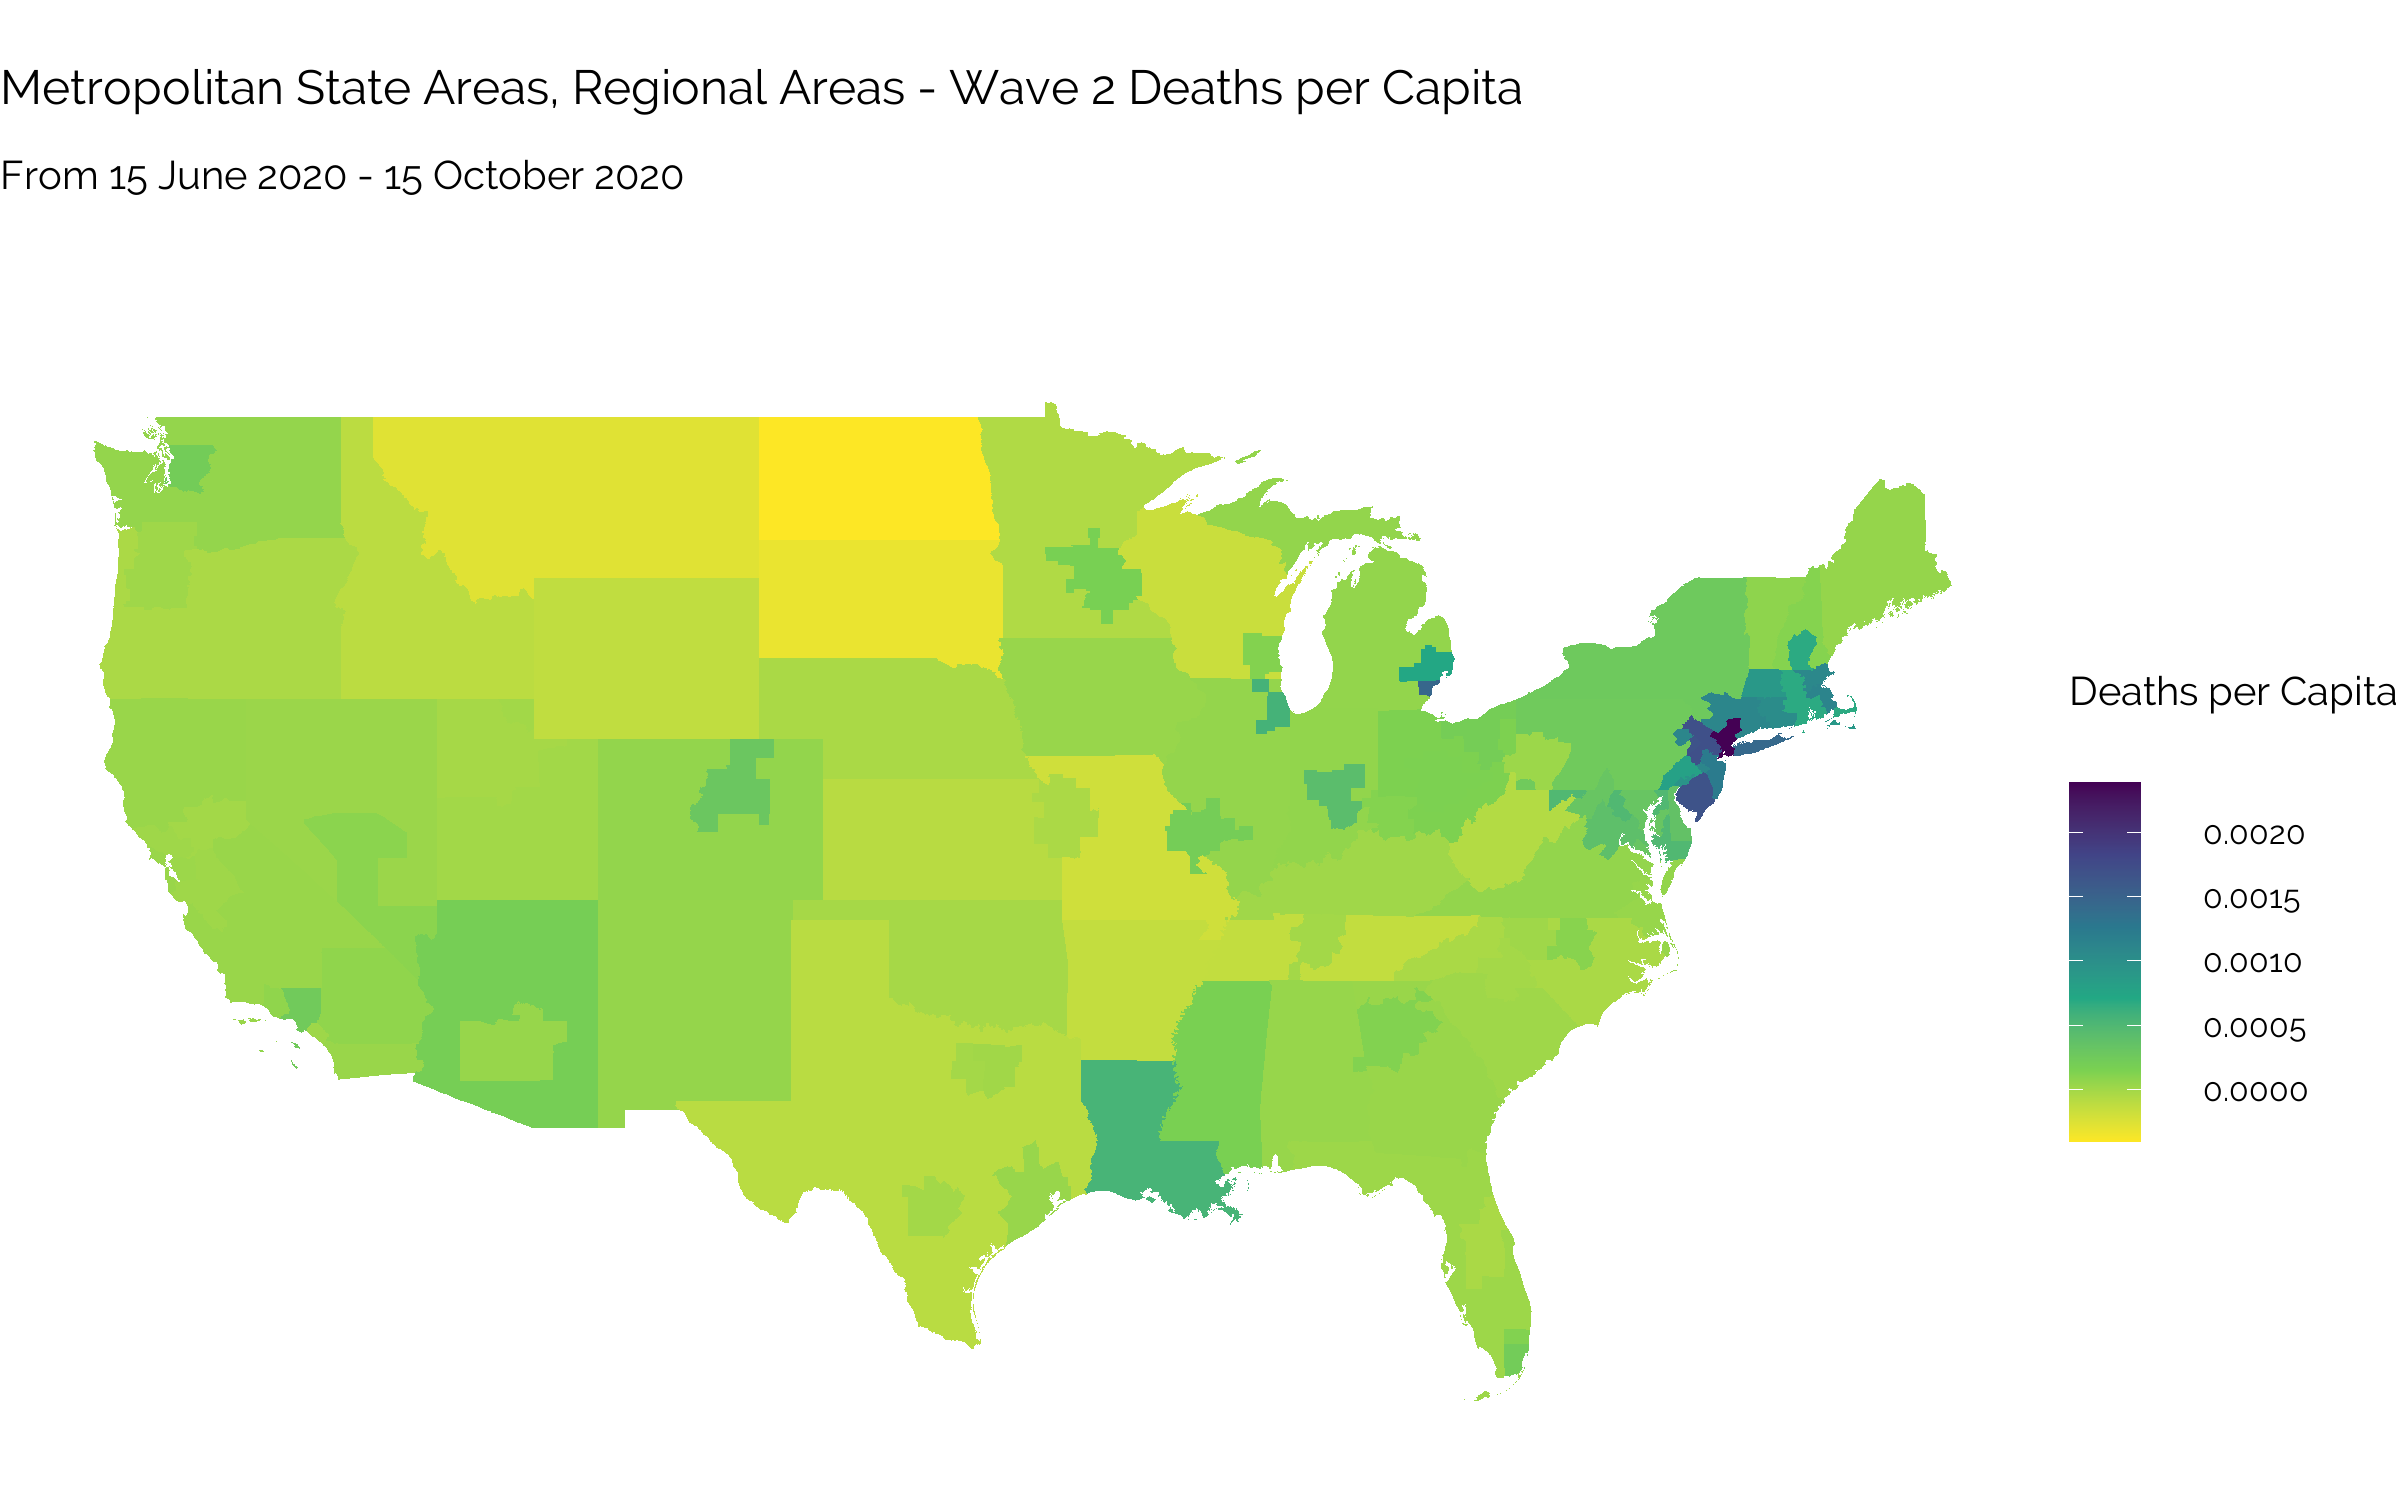 Metropolitan State Areas, Regional Areas - Wave 2 Deaths per Capita
From 15 June 2020 - 15 October 2020
Deaths per Capita
0.0020
0.0015
0.0010
0.0005
0.0000